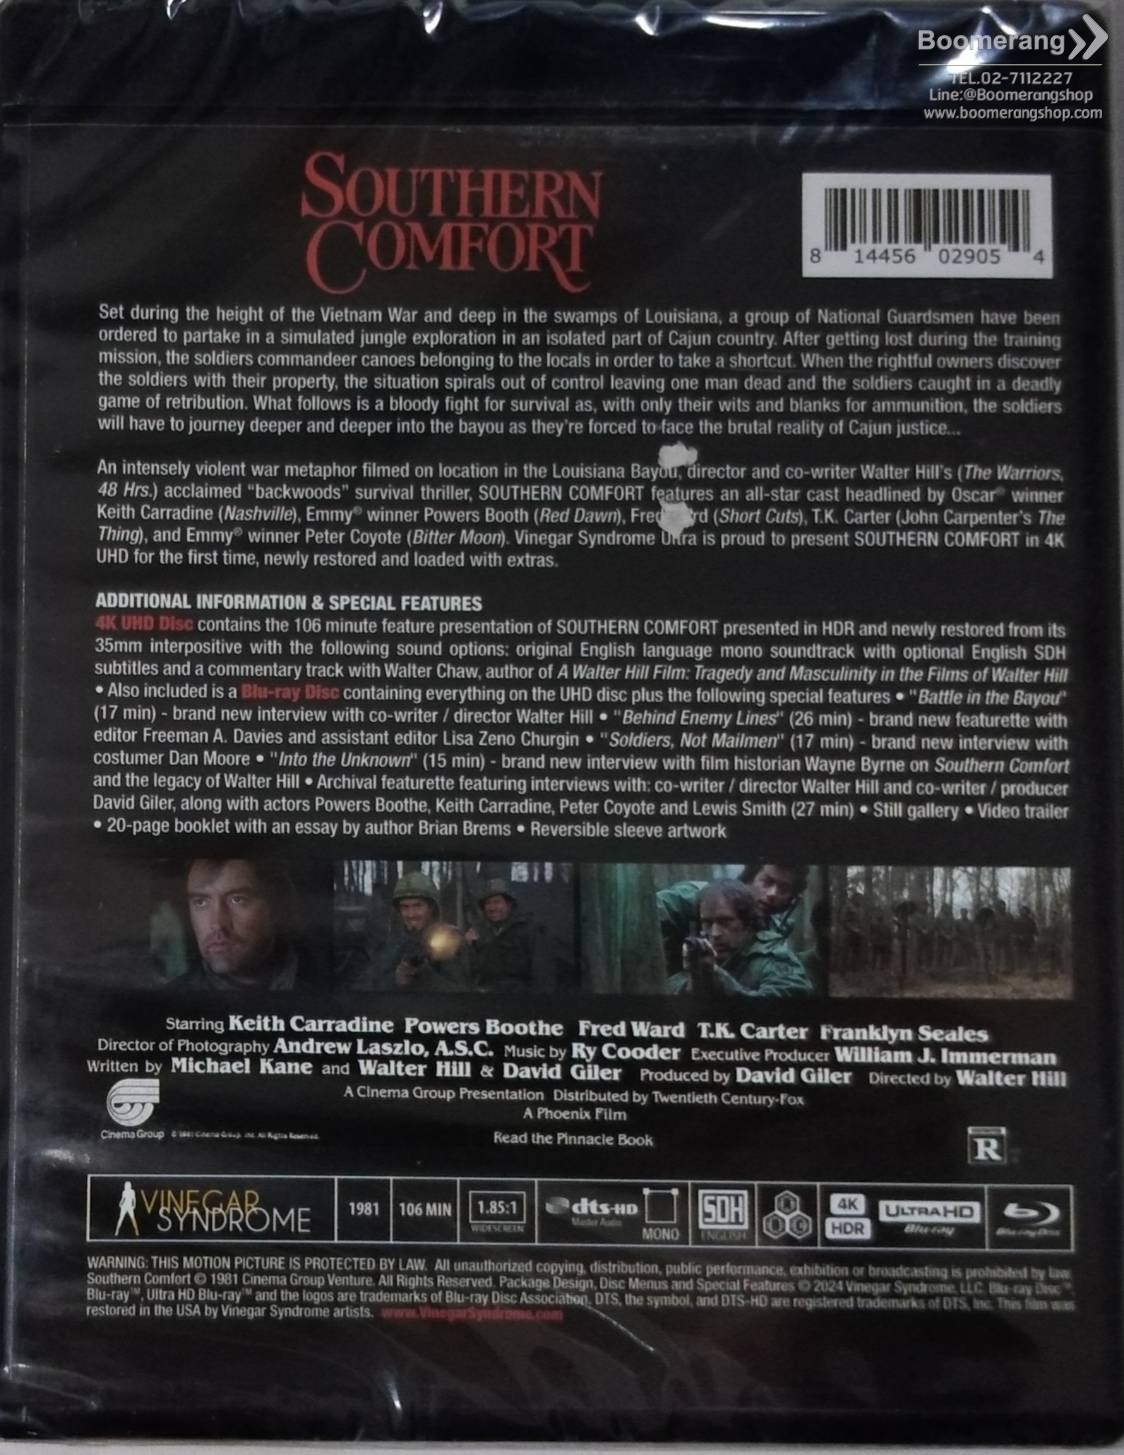 Boomerang
TEL.02-7112227
Line:@Boomerangshop
www.boomerangshop.com
SOUTHERN
COMFORT
8 14456 02905 4
Set during the height of the Vietnam War and deep in the swamps of Louisiana, a group of National Guardsmen have been
ordered to partake in a simulated jungle exploration in an isolated part of Cajun country. After getting lost during the training
mission, the soldiers commandeer canoes belonging to the locals in order to take a shortcut. When the rightful owners discover
the soldiers with their property, the situation spirals out of control leaving one man dead and the soldiers caught in a deadly
game of retribution. What follows is a bloody fight for survival as, with only their wits and blanks for ammunition, the soldiers
will have to journey deeper and deeper into the bayou as they're forced to face the brutal reality of Cajun justice...
An intensely violent war metaphor filmed on location in the Louisiana Bayou, director and co-writer Walter Hill's (The Warriors,
48 Hrs.) acclaimed "backwoods" survival thriller, SOUTHERN COMFORT features an all-star cast headlined by Oscar® winner
Keith Carradine (Nashville), Emmy® winner Powers Booth (Red Dawn), Fred (Short Cuts), T.K. Carter (John Carpenter's The
Thing), and Emmy® winner Peter Coyote (Bitter Moon). Vinegar Syndrome Ultra is proud to present SOUTHERN COMFORT in 4K
UHD for the first time, newly restored and loaded with extras.
ADDITIONAL INFORMATION & SPECIAL FEATURES
4K UHD Disc contains the 106 minute feature presentation of SOUTHERN COMFORT presented in HDR and newly restored from its
35mm interpositive with the following sound options: original English language mono soundtrack with optional English SDH
subtitles and a commentary track with Walter Chaw, author of A Walter Hill Film: Tragedy and Masculinity in the Films of Walter Hill
• Also included is a Blu-ray Disc containing everything on the UHD disc plus the following special features • "Battle in the Bayou"
(17 min) - brand new interview with co-writer / director Walter Hill • "Behind Enemy Lines" (26 min) - brand new featurette with
editor Freeman A. Davies and assistant editor Lisa Zeno Churgin • "Soldiers, Not Mailmen" (17 min) - brand new interview with
costumer Dan Moore • "Into the Unknown" (15 min) - brand new interview with film historian Wayne Byrne on Southern Comfort
and the legacy of Walter Hill • Archival featurette featuring interviews with: co-writer / director Walter Hill and co-writer / producer
David Giler, along with actors Powers Boothe, Keith Carradine, Peter Coyote and Lewis Smith (27 min) • Still gallery • Video trailer
• 20-page booklet with an essay by author Brian Brems • Reversible sleeve artwork
Starring Keith Carradine Powers Boothe Fred Ward T.K. Carter Franklyn Seales
Director of Photography Andrew Laszlo, A.S.C. Music by Ry Cooder Executive Producer William J. Immerman
Written by Michael Kane and Walter Hill & David Giler Produced by David Giler Directed by Walter Hill
A Cinema Group Presentation Distributed by Twentieth Century-Fox
A Phoenix Film
Cinema Group © 1981 Cinema Group, Inc. All Rights Reserved.
Read the Pinnacle Book
R
VINEGAR
SYNDROME
1981
106 MIN
1.85:1
WIDESCREEN
dts-HD
Master Audio
MONO
SDH
ENGLISH
4K
HDR
ULTRA HD
Blu-ray
Blu-ray Disc
WARNING: THIS MOTION PICTURE IS PROTECTED BY LAW. All unauthorized copying, distribution, public performance, exhibition or broadcasting is prohibited by law.
Southern Comfort © 1981 Cinema Group Venture. All Rights Reserved. Package Design, Disc Menus and Special Features © 2024 Vinegar Syndrome, LLC. Blu-ray Disc™,
Blu-ray™, Ultra HD Blu-ray™ and the logos are trademarks of Blu-ray Disc Association. DTS, the symbol, and DTS-HD are registered trademarks of DTS, Inc. This film was
restored in the USA by Vinegar Syndrome artists. www.VinegarSyndrome.com